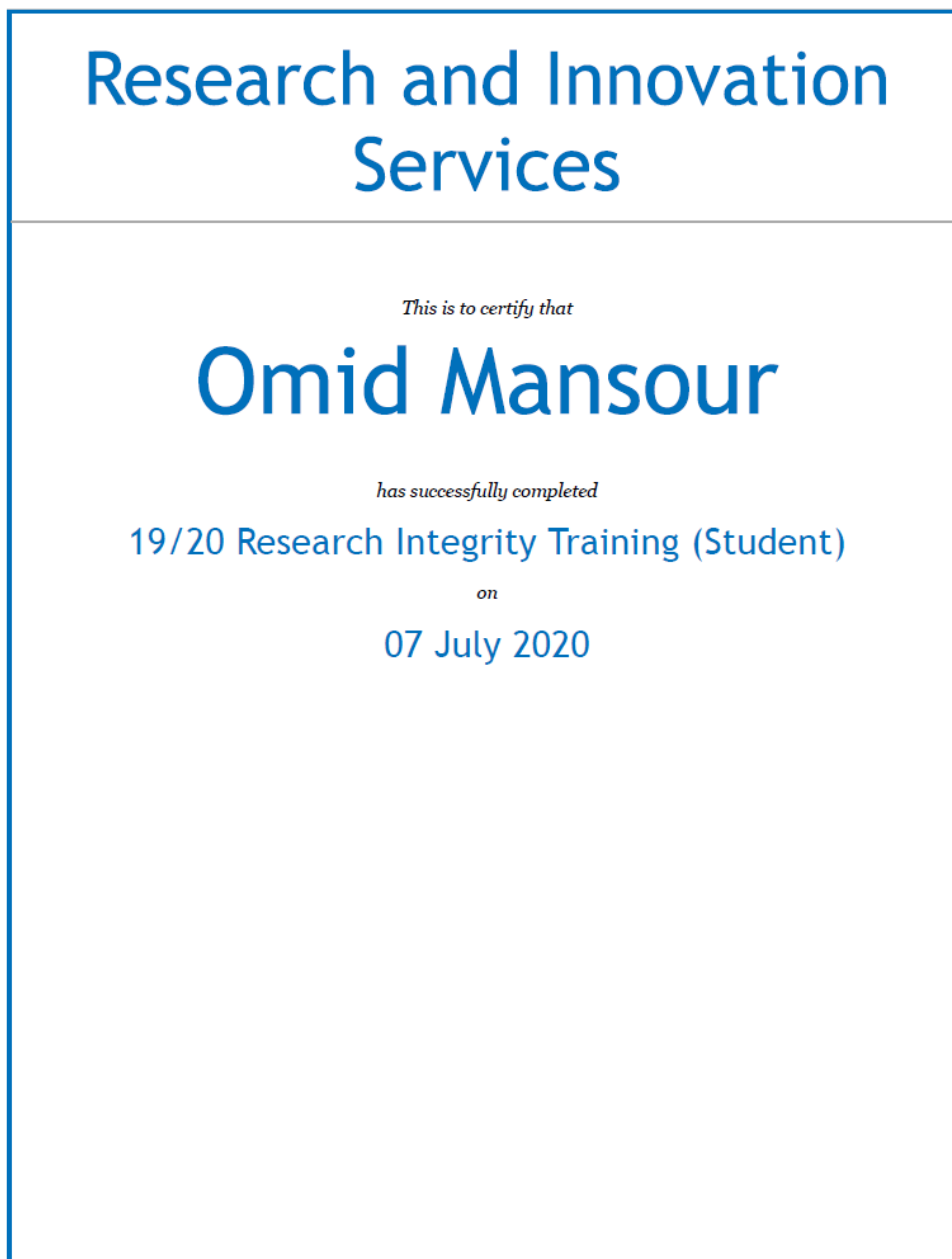 Research and Innovation
Services
This is to certify that
Omid Mansour
has successfully completed
19/20 Research Integrity Training (Student)
on
07 July 2020